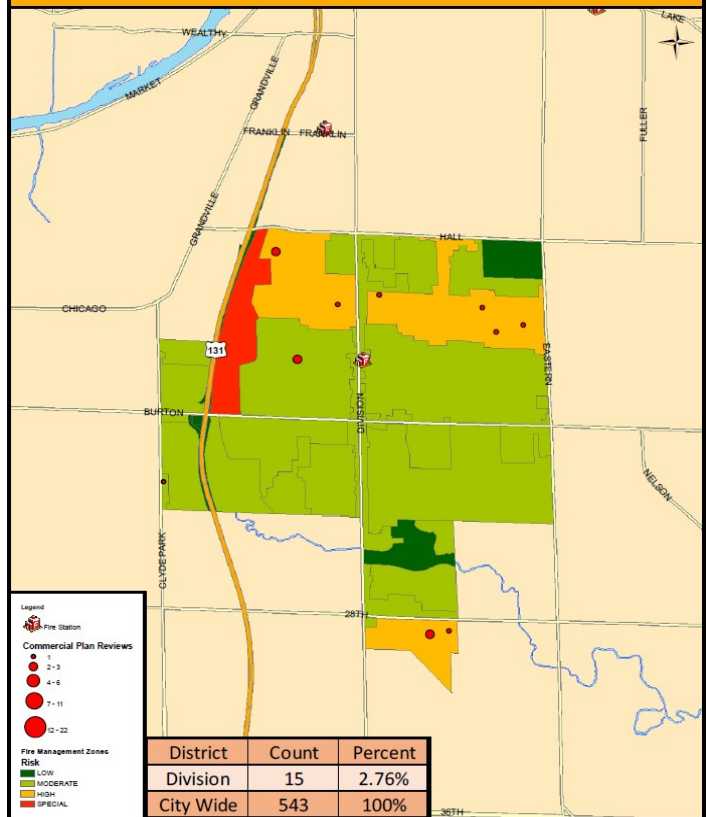 LAKE
WEALTHY
MARKET
GRANDVILLE
FULLER
FRANKLIN FRANKLIN
GRANDVILLE
HALL
CHICAGO
131
EASTERN
DIVISION
BURTON
NELSON
CLYDE PARK
28TH
36TH
Legend
Fire Station
Commercial Plan Reviews
1
2 - 3
4 - 6
7 - 11
12 - 22
Fire Management Zones
Risk
LOW
MODERATE
HIGH
SPECIAL
District Count Percent
Division 15 2.76%
City Wide 543 100%